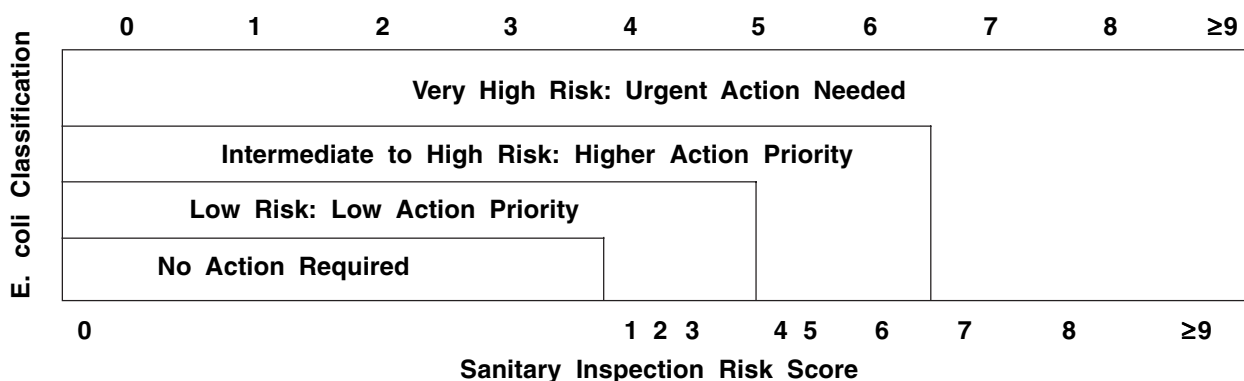 0 1 2 3 4 5 6 7 8 ≥9
E. coli Classification
Very High Risk: Urgent Action Needed
Intermediate to High Risk: Higher Action Priority
Low Risk: Low Action Priority
No Action Required
0 1 2 3 4 5 6 7 8 ≥9
Sanitary Inspection Risk Score